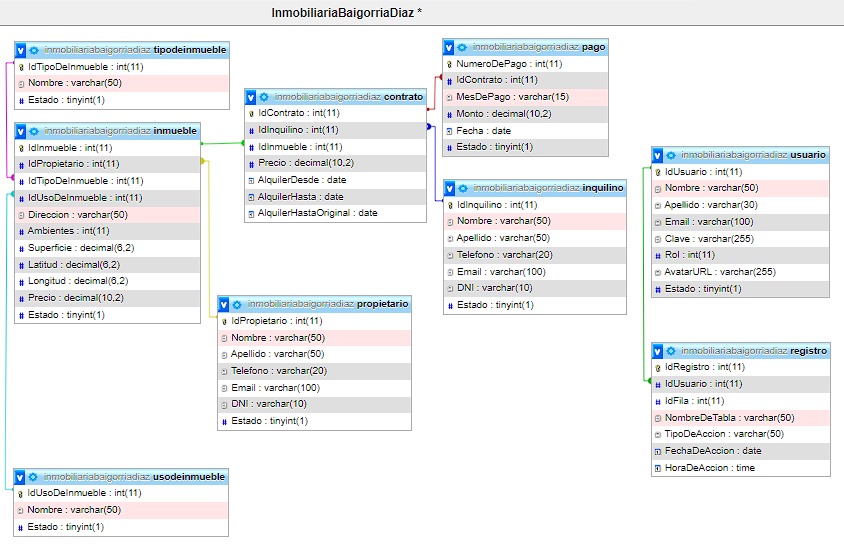 InmobiliariaBaigorriaDiaz *
inmobiliariabaigorriadiaz tipodeinmueble
IdTipoDeInmueble : int(11)
Nombre : varchar(50)
Estado : tinyint(1)
inmobiliariabaigorriadiaz inmueble
IdInmueble : int(11)
IdPropietario : int(11)
IdTipoDeInmueble : int(11)
IdUsoDeInmueble : int(11)
Direccion : varchar(50)
Ambientes : int(11)
Superficie : decimal(6,2)
Latitud : decimal(6,2)
Longitud : decimal(6,2)
Precio : decimal(10,2)
Estado : tinyint(1)
inmobiliariabaigorriadiaz contrato
IdContrato : int(11)
IdInquilino : int(11)
IdInmueble : int(11)
Precio : decimal(10,2)
AlquilerDesde : date
AlquilerHasta : date
AlquilerHastaOriginal : date
inmobiliariabaigorriadiaz pago
NumeroDePago : int(11)
IdContrato : int(11)
MesDePago : varchar(15)
Monto : decimal(10,2)
Fecha : date
Estado : tinyint(1)
inmobiliariabaigorriadiaz inquilino
IdInquilino : int(11)
Nombre : varchar(50)
Apellido : varchar(50)
Telefono : varchar(20)
Email : varchar(100)
DNI : varchar(10)
Estado : tinyint(1)
inmobiliariabaigorriadiaz usuario
IdUsuario : int(11)
Nombre : varchar(50)
Apellido : varchar(30)
Email : varchar(100)
Clave : varchar(255)
Rol : int(11)
AvatarURL : varchar(255)
Estado : tinyint(1)
inmobiliariabaigorriadiaz propietario
IdPropietario : int(11)
Nombre : varchar(50)
Apellido : varchar(50)
Telefono : varchar(20)
Email : varchar(100)
DNI : varchar(10)
Estado : tinyint(1)
inmobiliariabaigorriadiaz registro
IdRegistro : int(11)
IdUsuario : int(11)
IdFila : int(11)
NombreDeTabla : varchar(50)
TipoDeAccion : varchar(50)
FechaDeAccion : date
HoraDeAccion : time
inmobiliariabaigorriadiaz usodeinmueble
IdUsoDeInmueble : int(11)
Nombre : varchar(50)
Estado : tinyint(1)